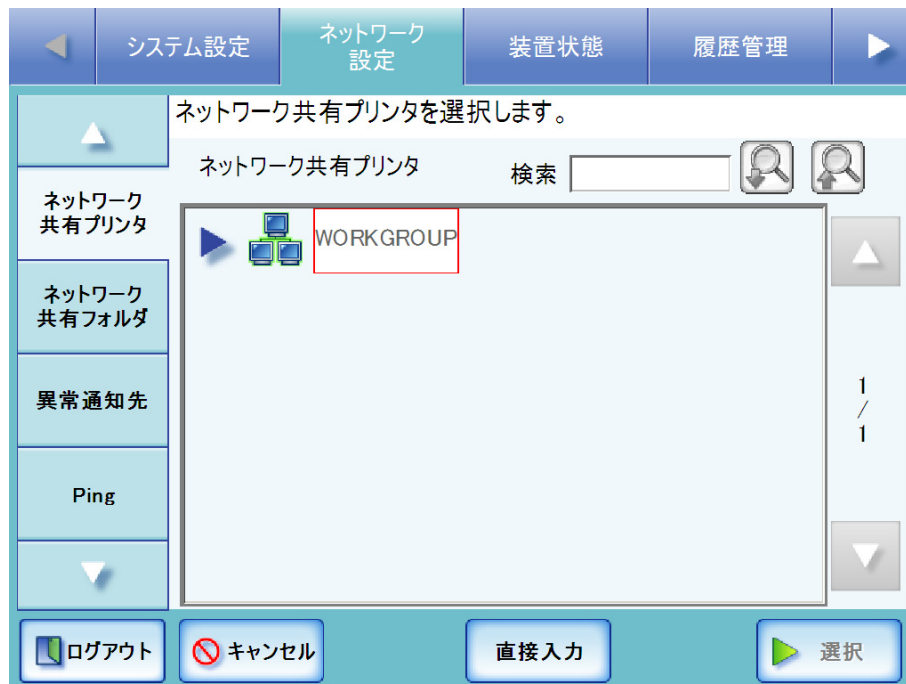 システム設定
ネットワーク
設定
装置状態
履歴管理
ネットワーク共有プリンタを選択します。
ネットワーク
共有プリンタ
ネットワーク
共有フォルダ
異常通知先
Ping
ネットワーク共有プリンタ
検索
WORKGROUP
1
/
1
ログアウト
キャンセル
直接入力
選択